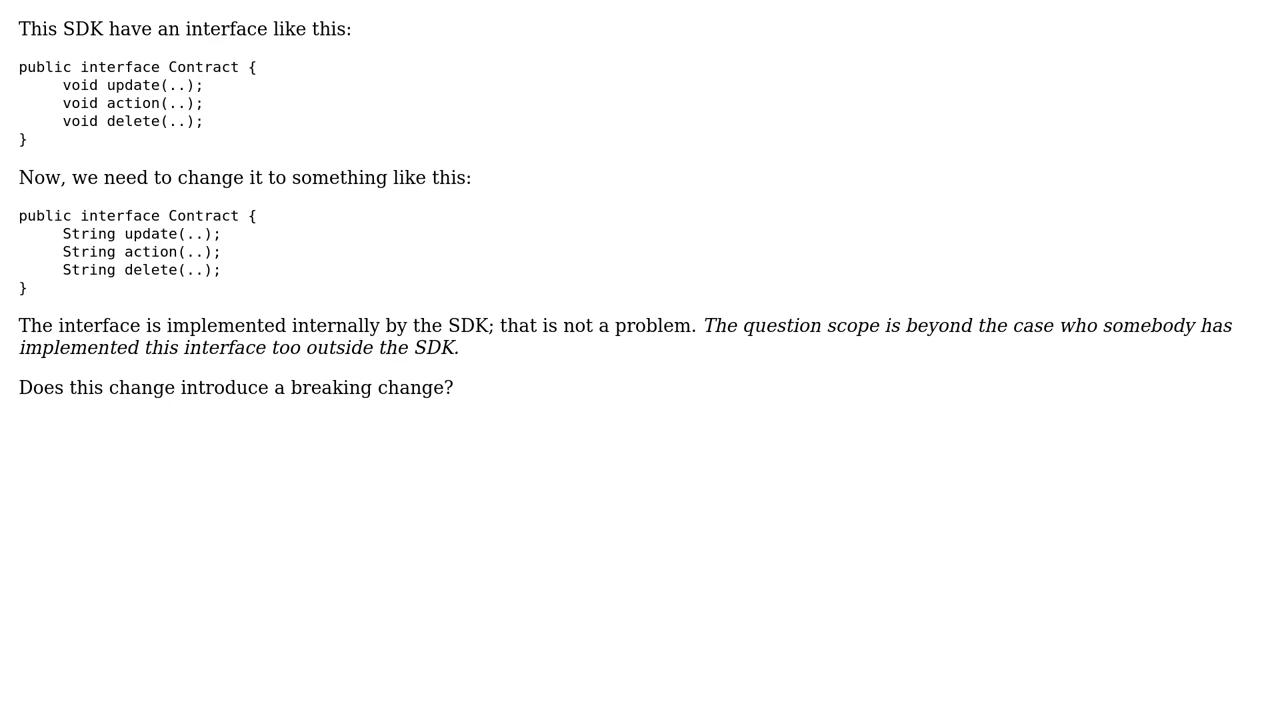 This SDK have an interface like this:
public interface Contract {
     void update(..);
     void action(..);
     void delete(..);
}
Now, we need to change it to something like this:
public interface Contract {
     String update(..);
     String action(..);
     String delete(..);
}
The interface is implemented internally by the SDK; that is not a problem. The question scope is beyond the case who somebody has
implemented this interface too outside the SDK.
Does this change introduce a breaking change?